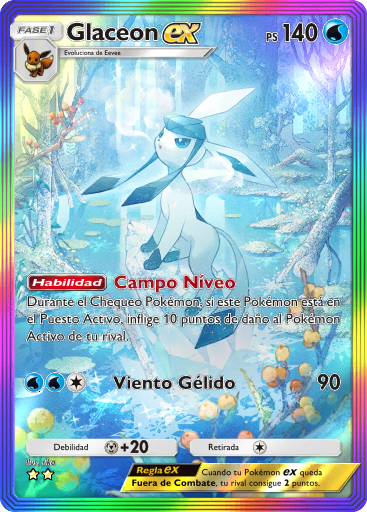 FASE 1
Glaceon ex
PS 140
Evoluciona de Eevee
Habilidad Campo Níveo
Durante el Chequeo Pokémon, si este Pokémon está en
el Puesto Activo, inflige 10 puntos de daño al Pokémon
Activo de tu rival.
Viento Gélido 90
Debilidad +20
Retirada
Regla ex
Cuando tu Pokémon ex queda
Fuera de Combate, tu rival consigue 2 puntos.